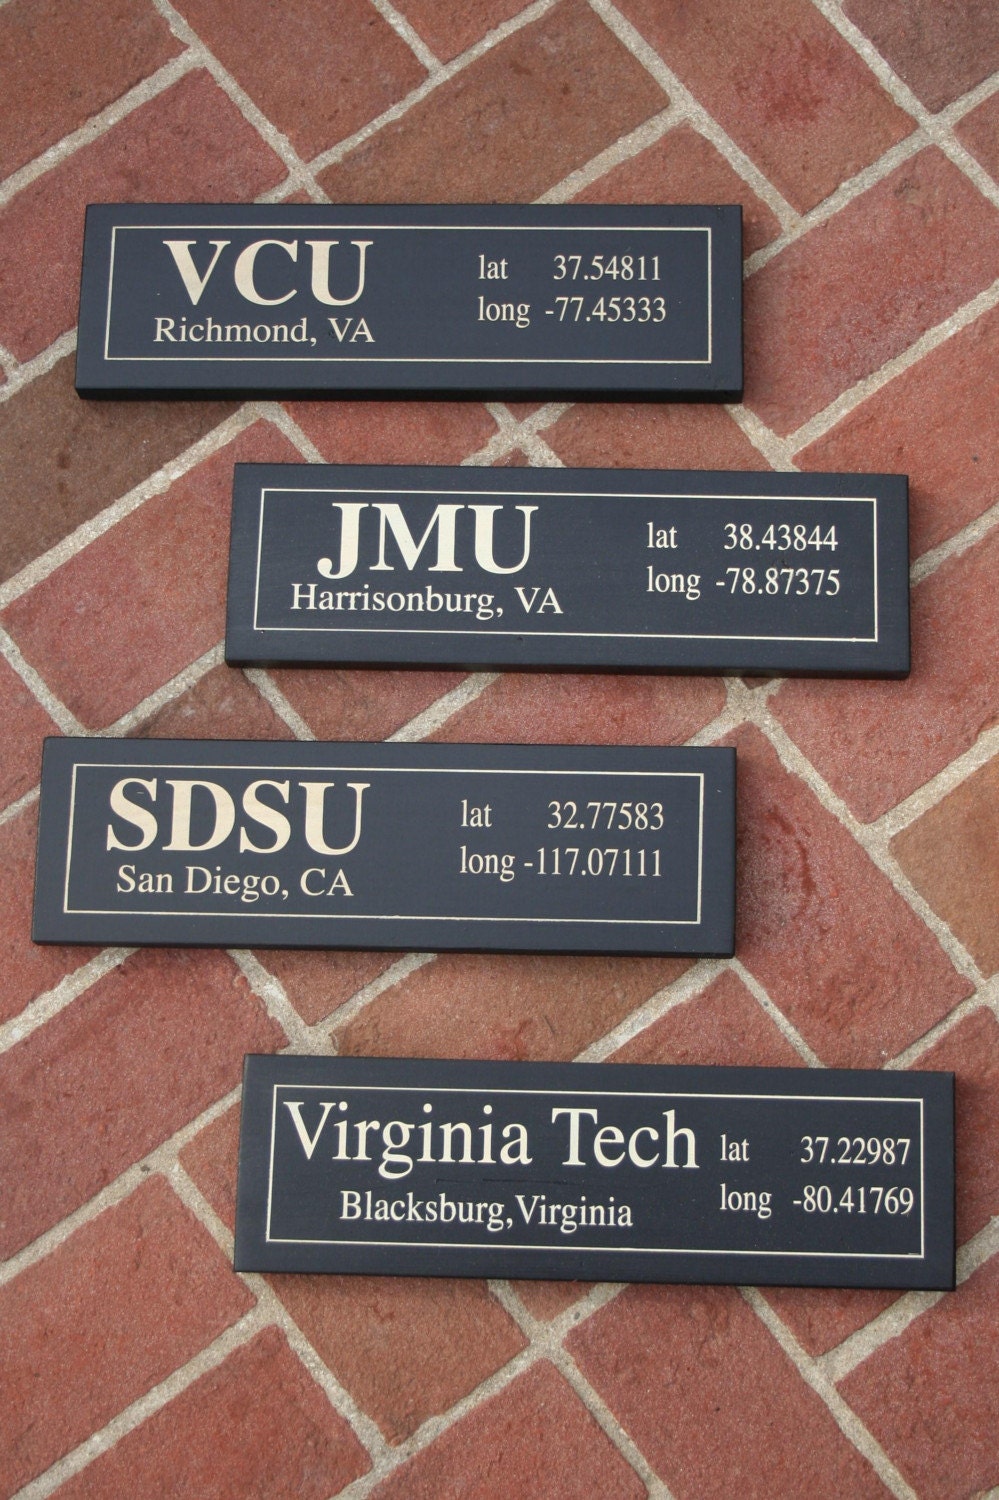 VCU
Richmond, VA
lat 37.54811
long -77.45333
JMU
Harrisonburg, VA
lat 38.43844
long -78.87375
SDSU
San Diego, CA
lat 32.77583
long -117.07111
Virginia Tech
Blacksburg,Virginia
lat 37.22987
long -80.41769